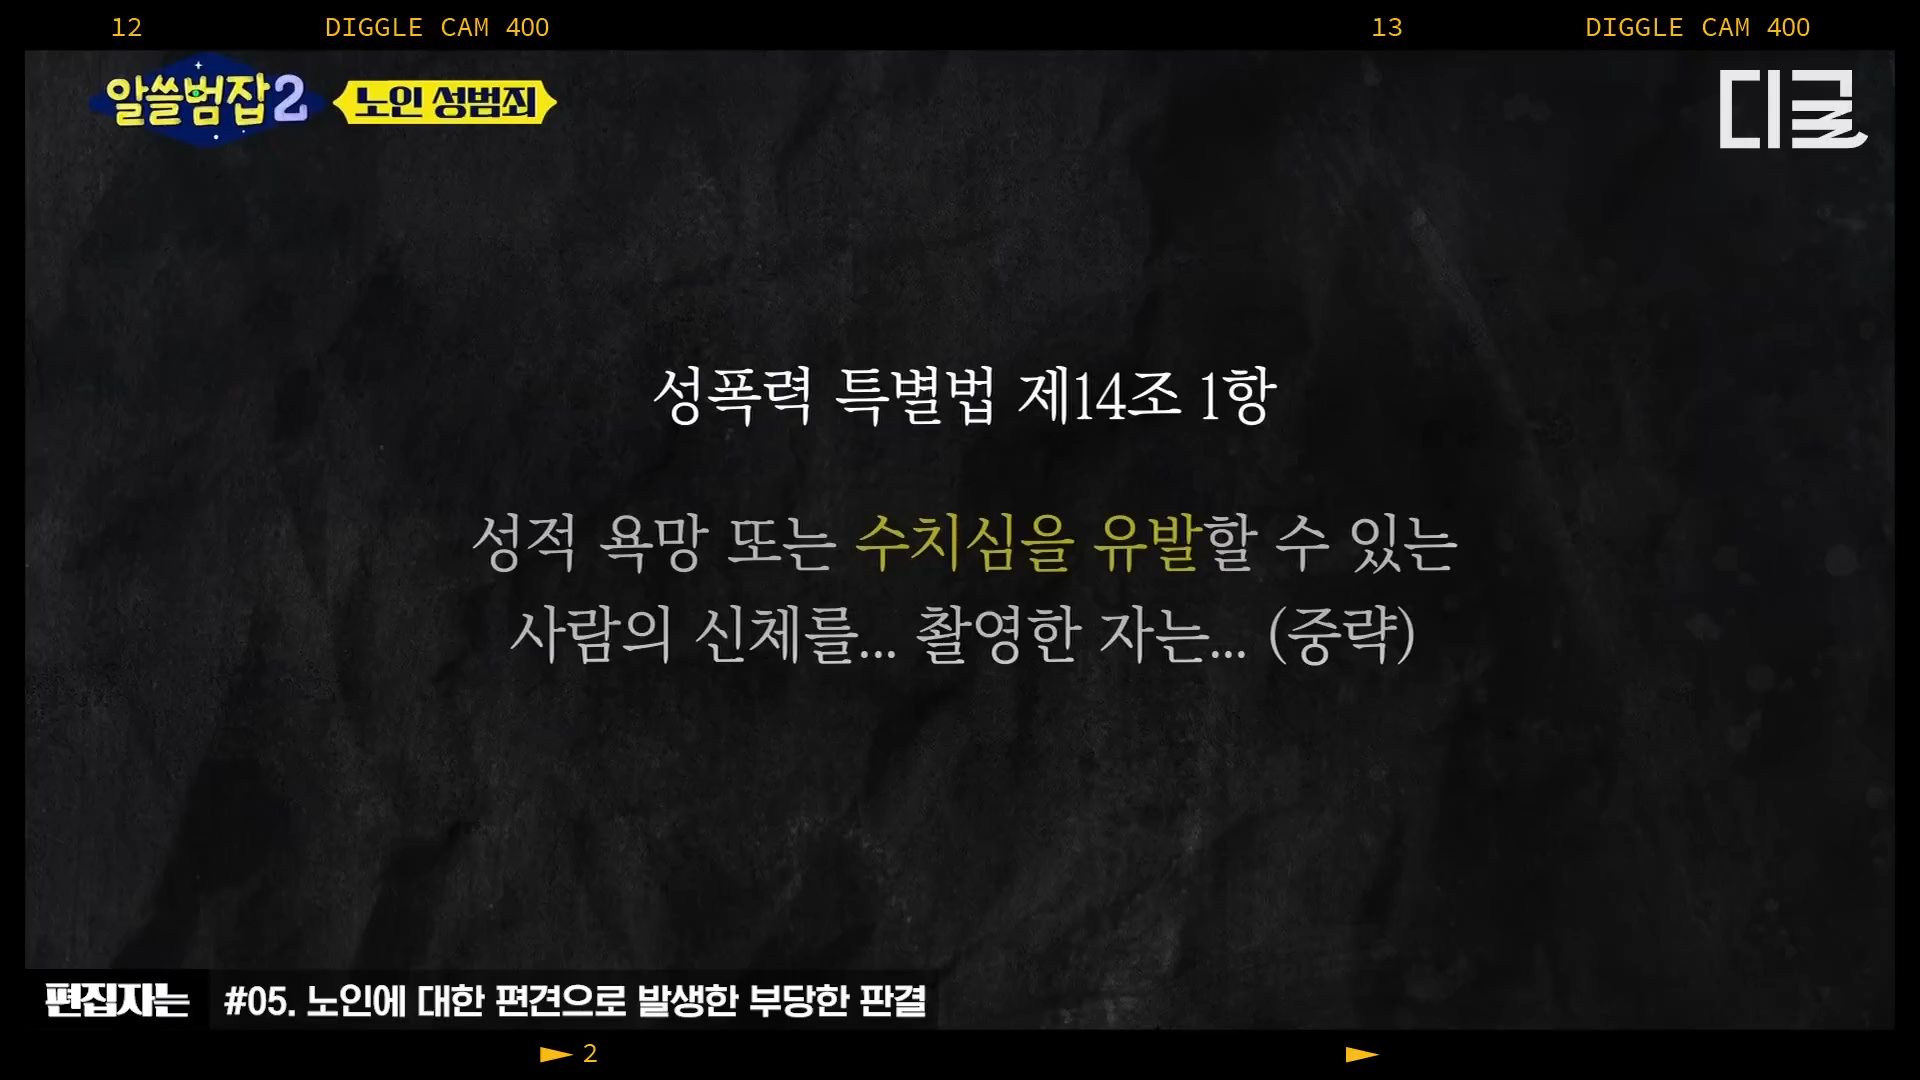 12 DIGGLE CAM 400 13 DIGGLE CAM 400
알쓸범잡2 노인 성범죄 디글
성폭력 특별법 제14조 1항
성적 욕망 또는 수치심을 유발할 수 있는
사람의 신체를... 촬영한 자는... (중략)
편집자는 #05. 노인에 대한 편견으로 발생한 부당한 판결
2